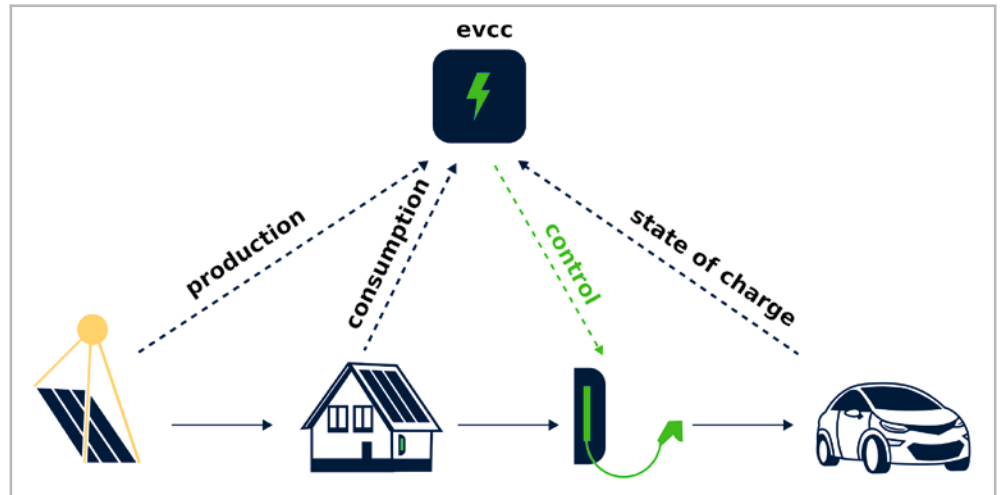 evcc
production
consumption
control
state of charge